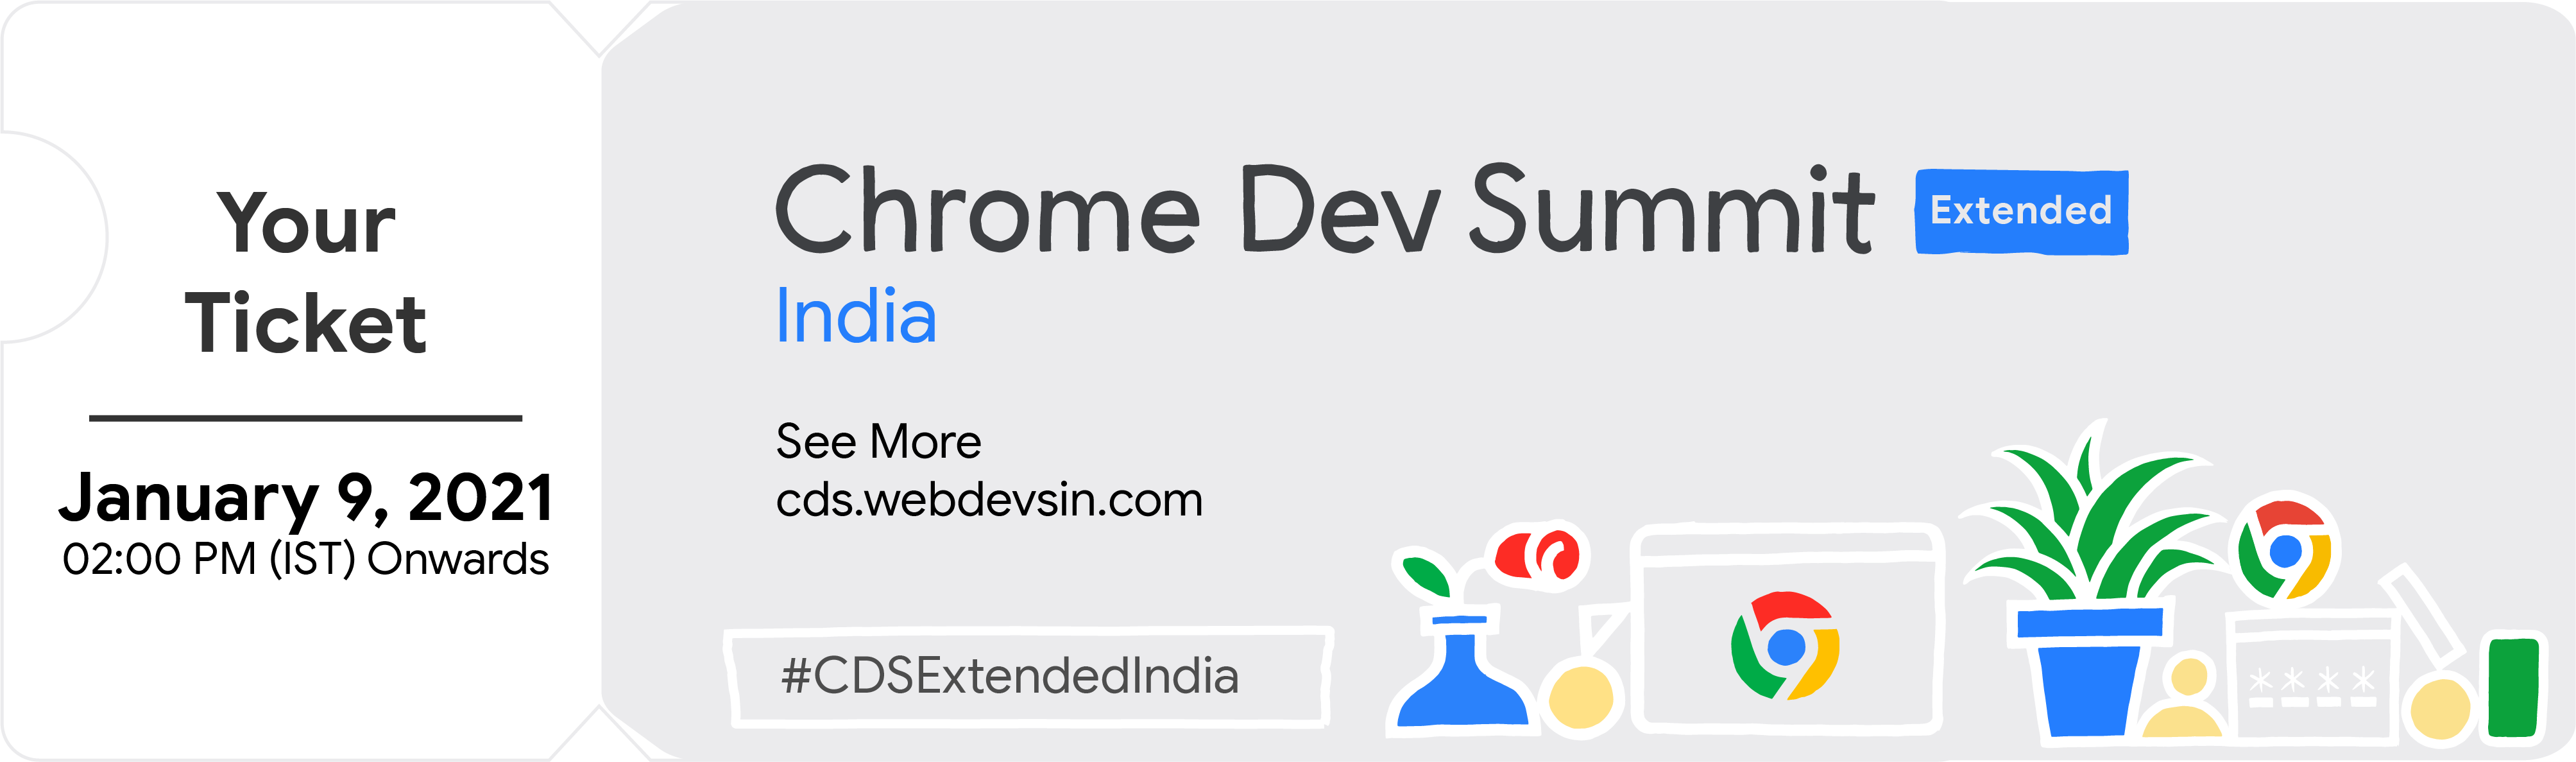 Your
Ticket
January 9, 2021
02:00 PM (IST) Onwards
Chrome Dev Summit Extended
India
See More
cds.webdevsin.com
#CDSExtendedIndia
* * * *